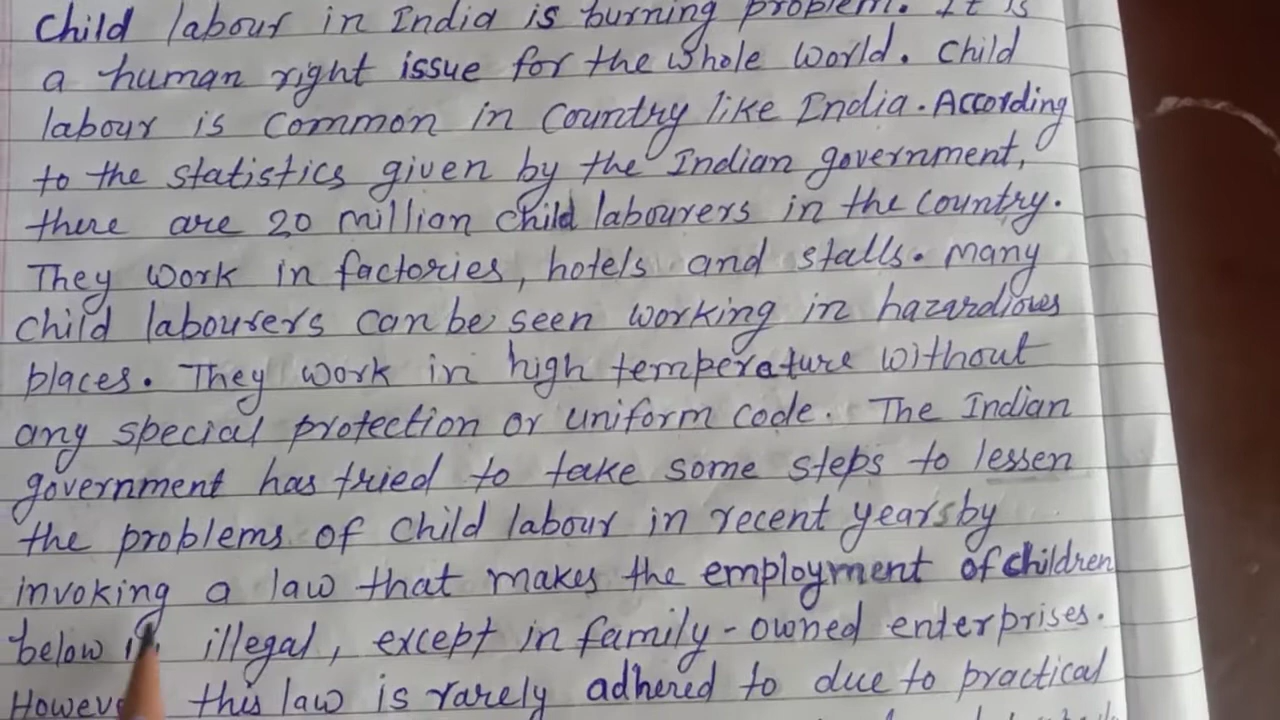 Child labour in India is burning problem. It is
a human right issue for the whole world. Child
labour is common in country like India. According
to the statistics given by the Indian government,
there are 20 million child labourers in the country.
They work in factories, hotels and stalls. Many
child labourers can be seen working in hazardious
places. They work in high temperature without
any special protection or uniform code. The Indian
government has tried to take some steps to lessen
the problems of child labour in recent years by
invoking a law that makes the employment of children
below illegal, except in family-owned enterprises.
However this law is rarely adhered to due to practical